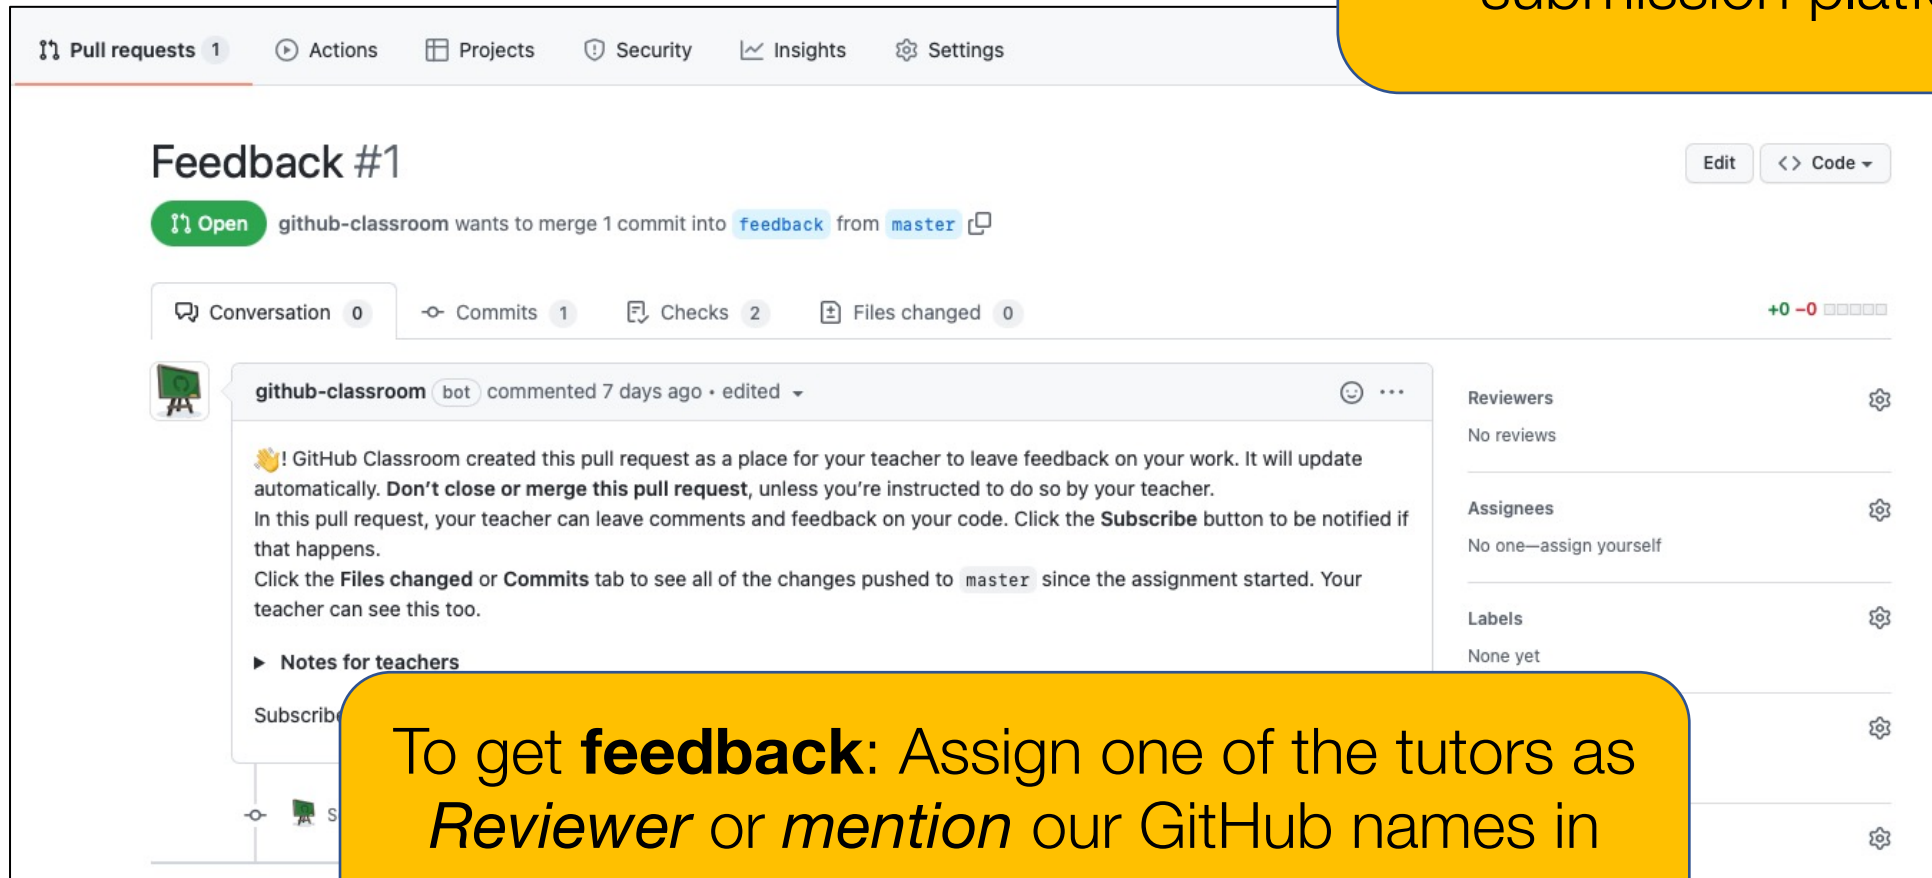 submission platf
Pull requests 1 Actions Projects Security Insights Settings
Feedback #1
Edit <> Code
Open github-classroom wants to merge 1 commit into feedback from master
Conversation 0 Commits 1 Checks 2 Files changed 0 +0 −0
github-classroom bot commented 7 days ago • edited
👋! GitHub Classroom created this pull request as a place for your teacher to leave feedback on your work. It will update
automatically. Don't close or merge this pull request, unless you're instructed to do so by your teacher.
In this pull request, your teacher can leave comments and feedback on your code. Click the Subscribe button to be notified if
that happens.
Click the Files changed or Commits tab to see all of the changes pushed to master since the assignment started. Your
teacher can see this too.
Notes for teachers
Subscribe
Reviewers
No reviews
Assignees
No one—assign yourself
Labels
None yet
To get feedback: Assign one of the tutors as
Reviewer or mention our GitHub names in